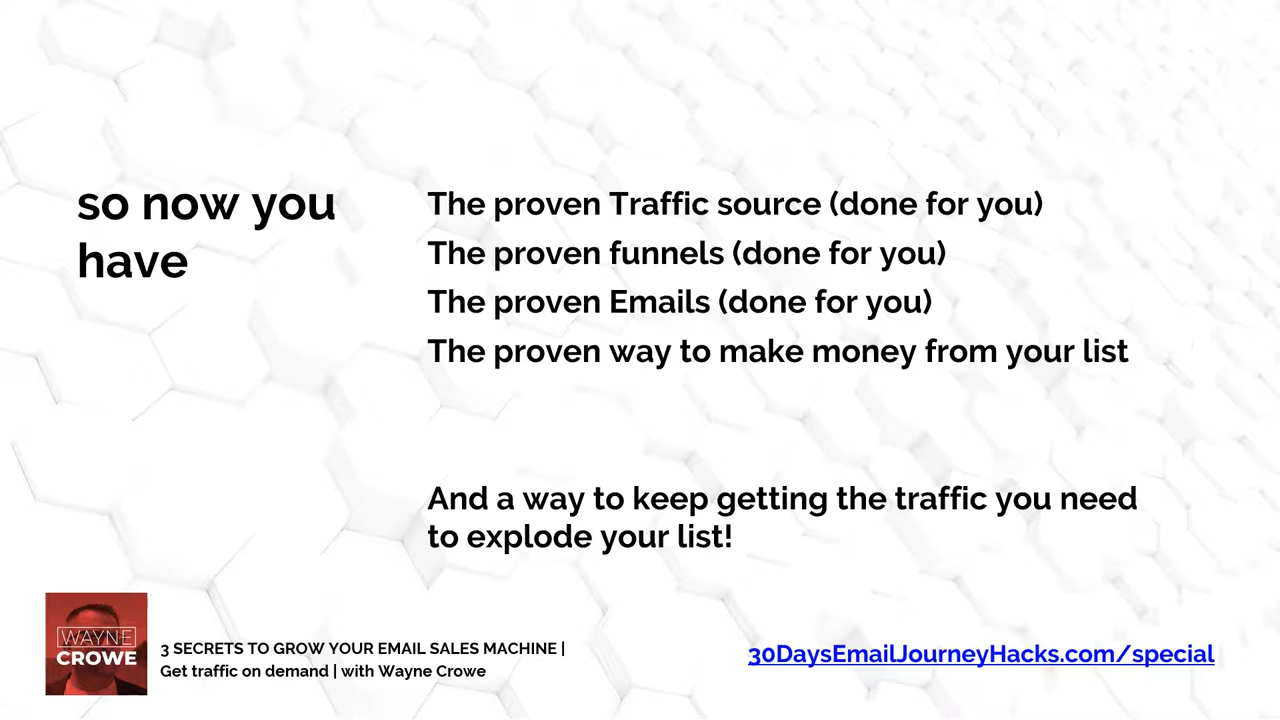 so now you
have
The proven Traffic source (done for you)
The proven funnels (done for you)
The proven Emails (done for you)
The proven way to make money from your list
And a way to keep getting the traffic you need
to explode your list!
WAYNE
CROWE
3 SECRETS TO GROW YOUR EMAIL SALES MACHINE |
Get traffic on demand | with Wayne Crowe
30DaysEmailJourneyHacks.com/special